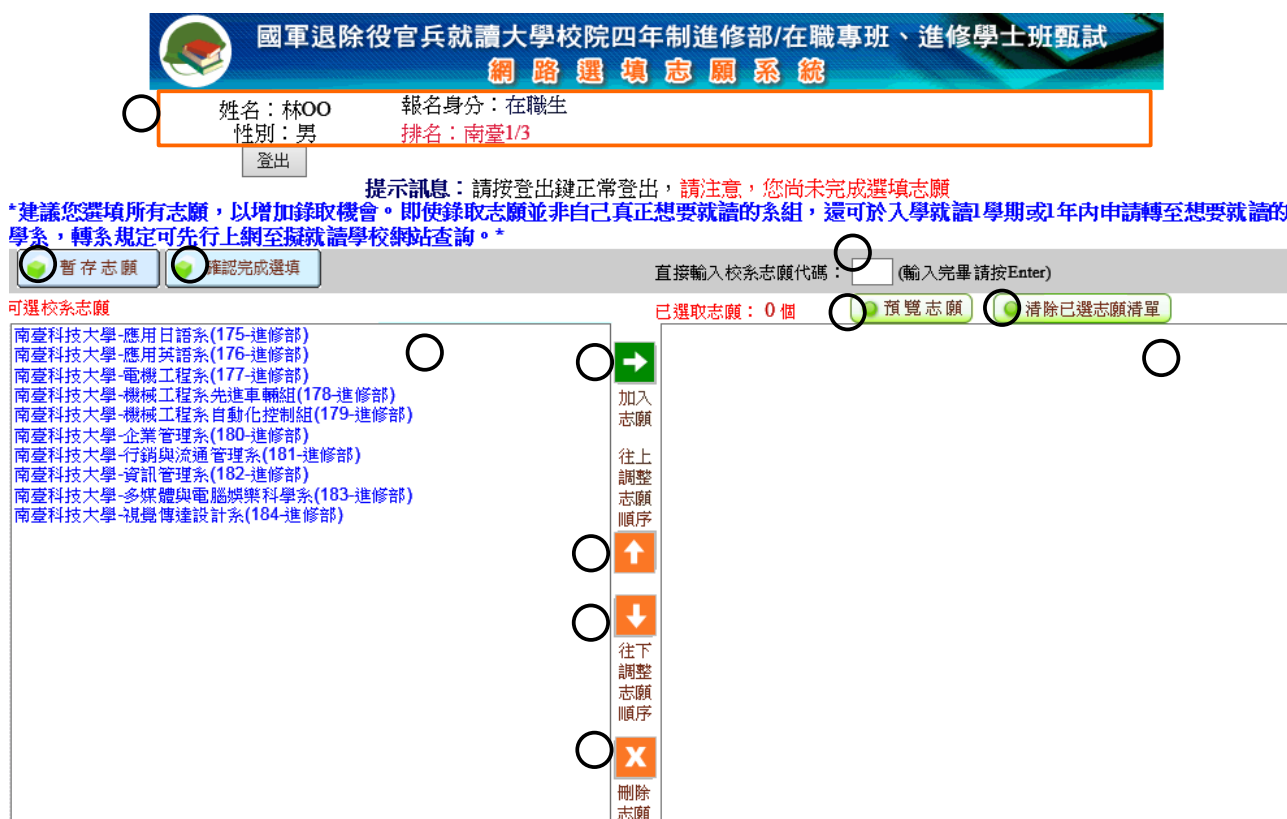 國軍退除役官兵就讀大學校院四年制進修部/在職專班、進修學士班甄試
網路選填志願系統
姓名：林OO 報名身分：在職生
性別：男 排名：南臺1/3
登出
提示訊息：請按登出鍵正常登出，請注意，您尚未完成選填志願
*建議您選填所有志願，以增加錄取機會。即使錄取志願並非自己真正想要就讀的系組，還可於入學就讀1學期或1年內申請轉至想要就讀的
學系，轉系規定可先行上網至擬就讀學校網站查詢。*
暫存志願 確認完成選填 直接輸入校系志願代碼： (輸入完畢請按Enter)
可選校系志願 已選取志願：0 個 預覽志願 清除已選志願清單
南臺科技大學-應用日語系(175-進修部)
南臺科技大學-應用英語系(176-進修部)
南臺科技大學-電機工程系(177-進修部)
南臺科技大學-機械工程系先進車輛組(178-進修部)
南臺科技大學-機械工程系自動化控制組(179-進修部)
南臺科技大學-企業管理系(180-進修部)
南臺科技大學-行銷與流通管理系(181-進修部)
南臺科技大學-資訊管理系(182-進修部)
南臺科技大學-多媒體與電腦娛樂科學系(183-進修部)
南臺科技大學-視覺傳達設計系(184-進修部)
加入
志願
往上
調整
志願
順序
往下
調整
志願
順序
X
刪除
志願